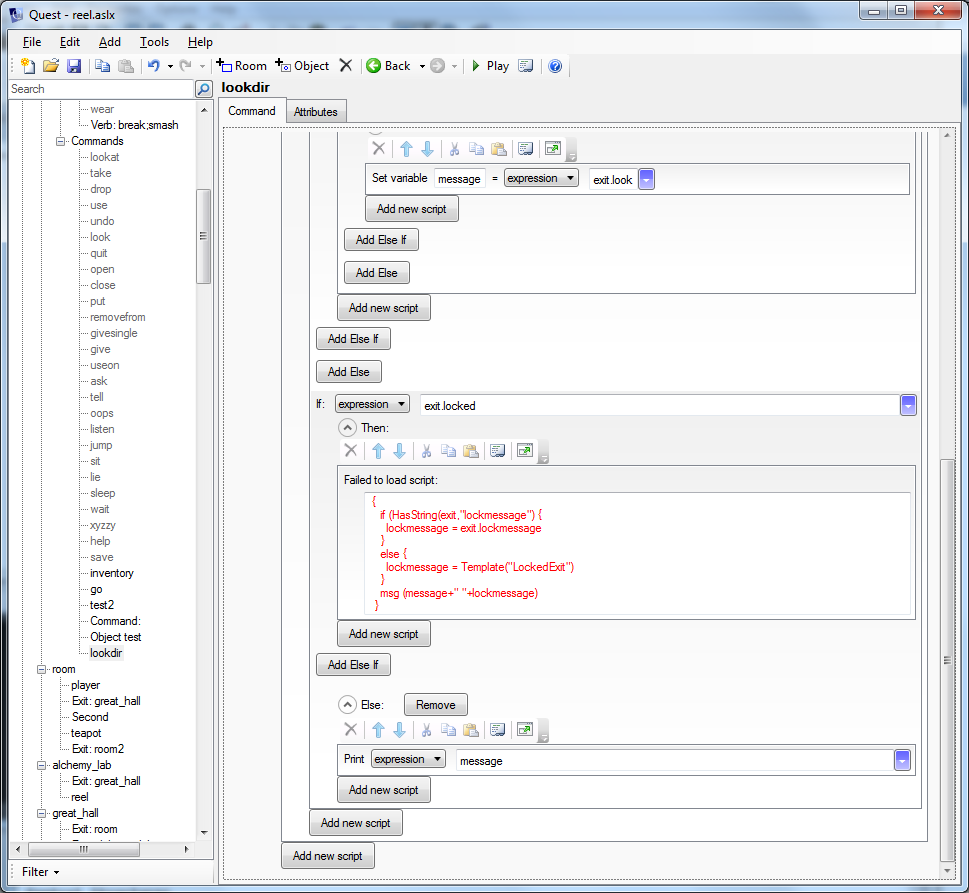 Quest - reel.aslx
File Edit Add Tools Help
Room Object Back Play
Search
wear
Verb: break;smash
Commands
lookat
take
drop
use
undo
look
quit
open
close
put
removefrom
givesingle
give
useon
ask
tell
oops
listen
jump
sit
lie
sleep
wait
xyzzy
help
save
inventory
go
test2
Command:
Object test
lookdir
room
player
Exit: great_hall
Second
teapot
Exit: room2
alchemy_lab
Exit: great_hall
reel
great_hall
Exit: room
Filter
lookdir
Command Attributes
Set variable message = expression exit.look
Add new script
Add Else If
Add Else
Add new script
Add Else If
Add Else
If: expression exit.locked
Then:
Failed to load script:
{
if (HasString(exit,"lockmessage") {
lockmessage = exit.lockmessage
}
else {
lockmessage = Template("LockedExit")
}
msg (message+" "+lockmessage)
}
Add new script
Add Else If
Else: Remove
Print expression message
Add new script
Add new script
Add new script